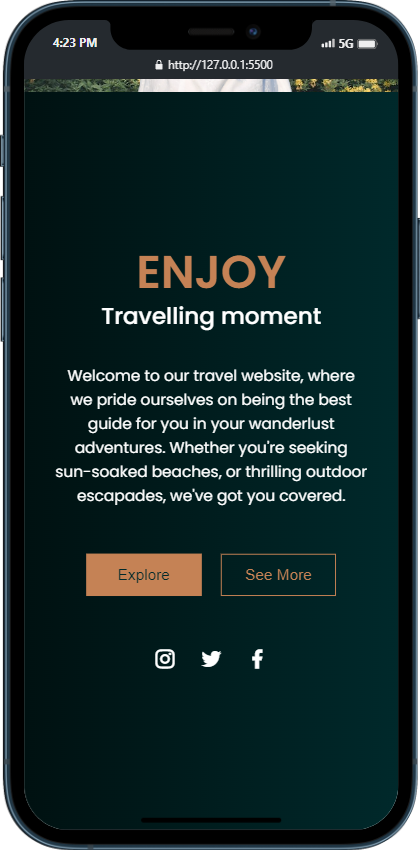 4:23 PM
5G
http://127.0.0.1:5500
ENJOY
Travelling moment
Welcome to our travel website, where
we pride ourselves on being the best
guide for you in your wanderlust
adventures. Whether you're seeking
sun-soaked beaches, or thrilling outdoor
escapades, we've got you covered.
Explore
See More